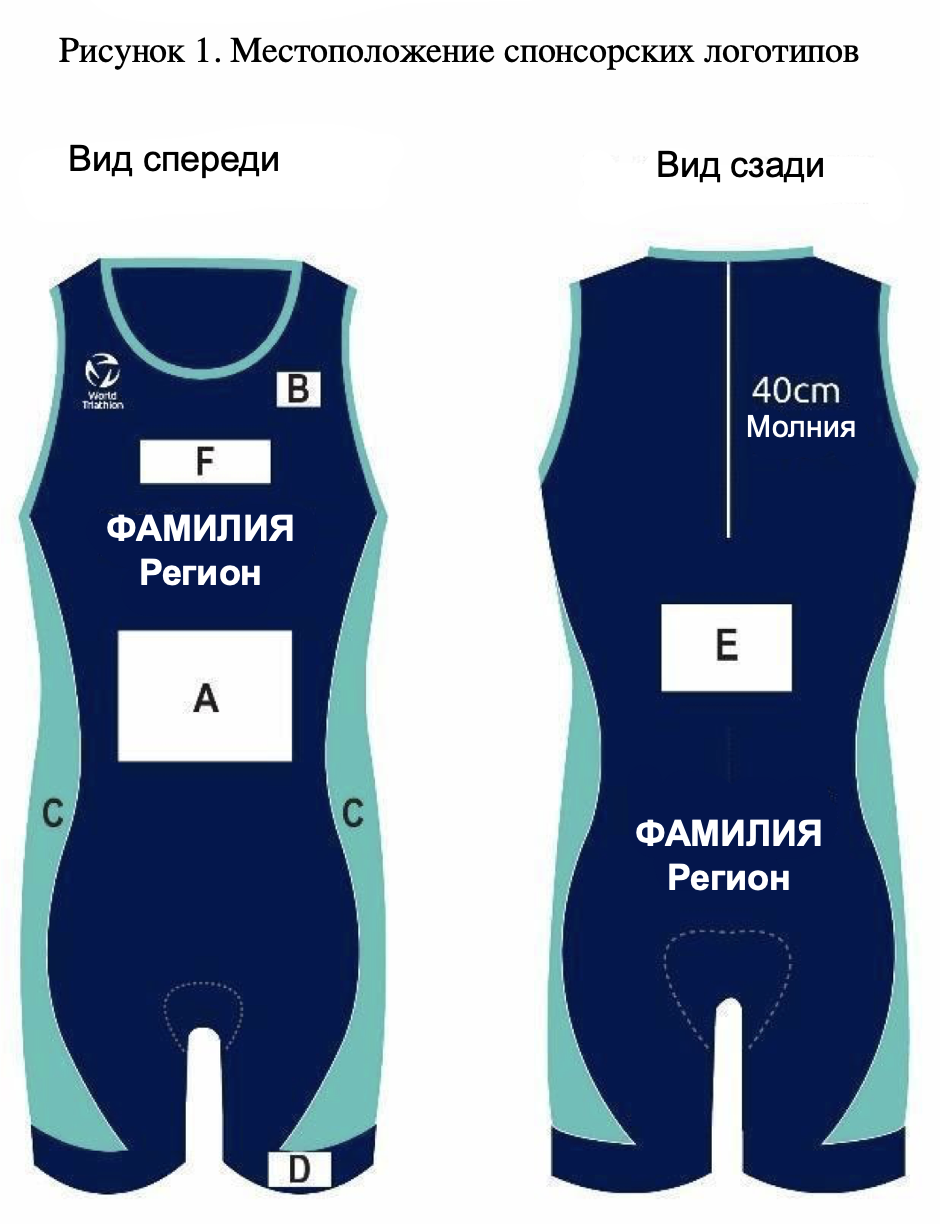 Рисунок 1. Местоположение спонсорских логотипов
Вид спереди
Вид сзади
World
Triathlon
B
F
ФАМИЛИЯ
Регион
A
C
C
D
40cm
Молния
E
ФАМИЛИЯ
Регион